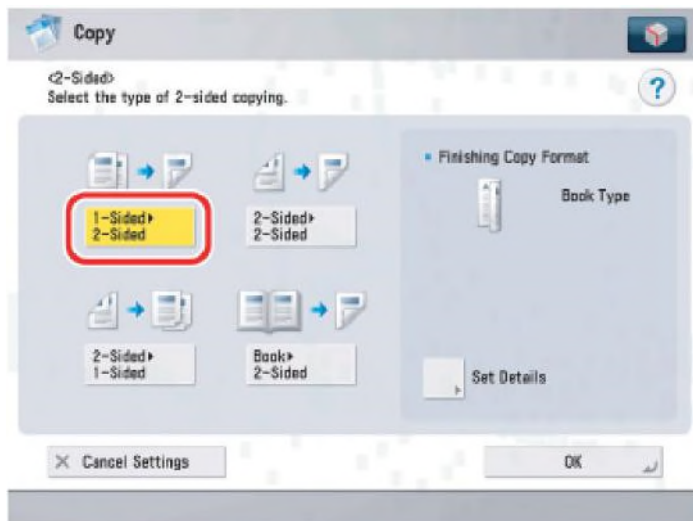 Copy
<2-Sided>
Select the type of 2-sided copying.
?
1-Sided▸
2-Sided
2-Sided▸
2-Sided
2-Sided▸
1-Sided
Book▸
2-Sided
Finishing Copy Format
Book Type
Set Details
Cancel Settings
OK